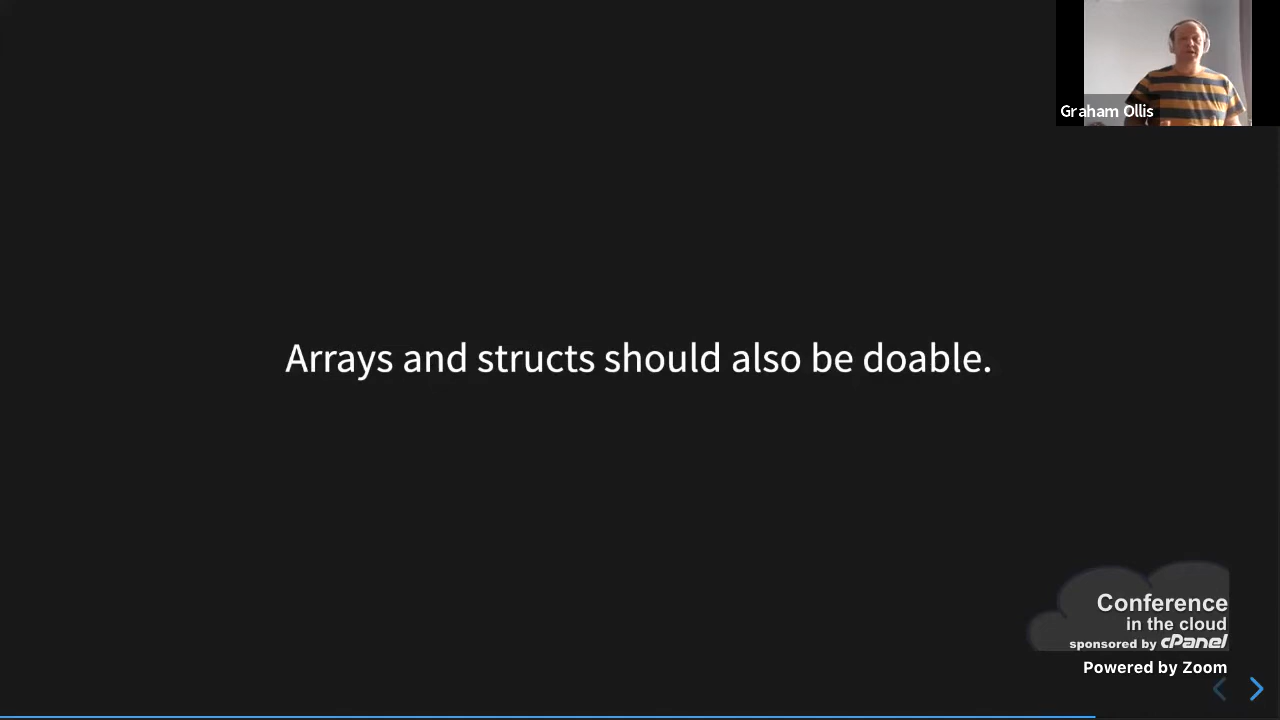 Graham Ollis
Arrays and structs should also be doable.
Conference
in the cloud
sponsored by cPanel
Powered by Zoom